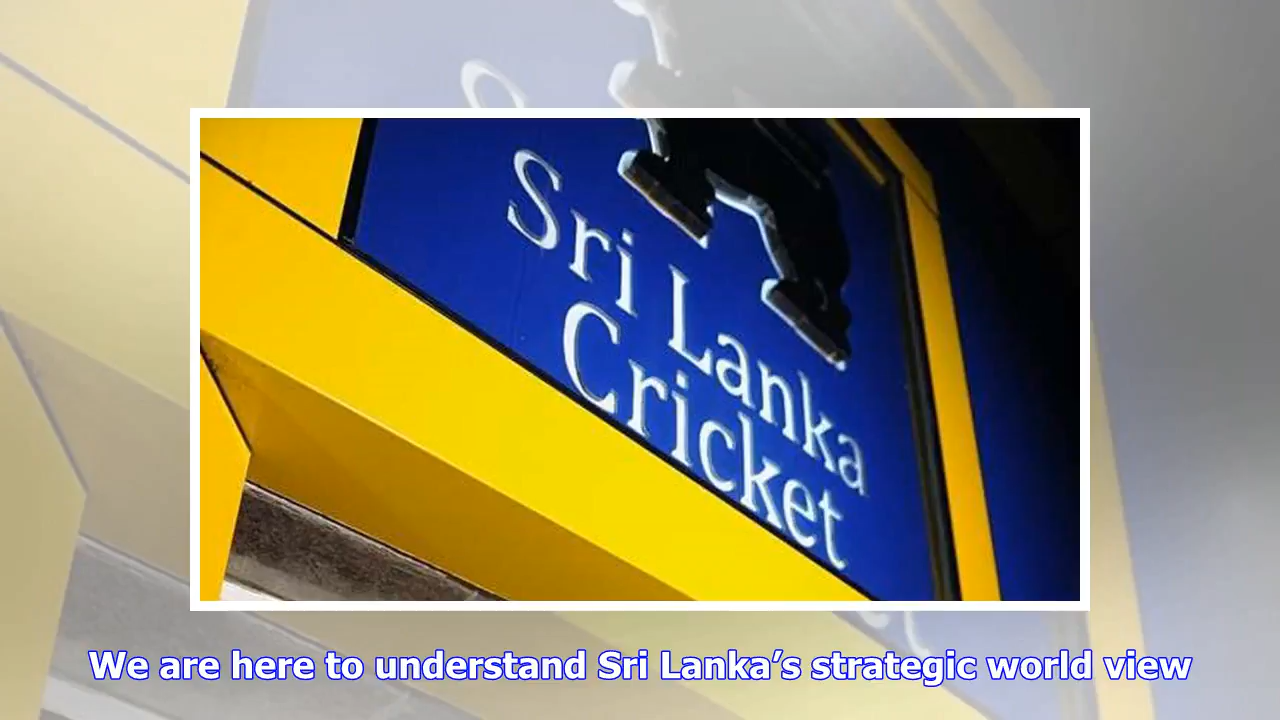 Sri Lanka
Cricket
We are here to understand Sri Lanka’s strategic world view